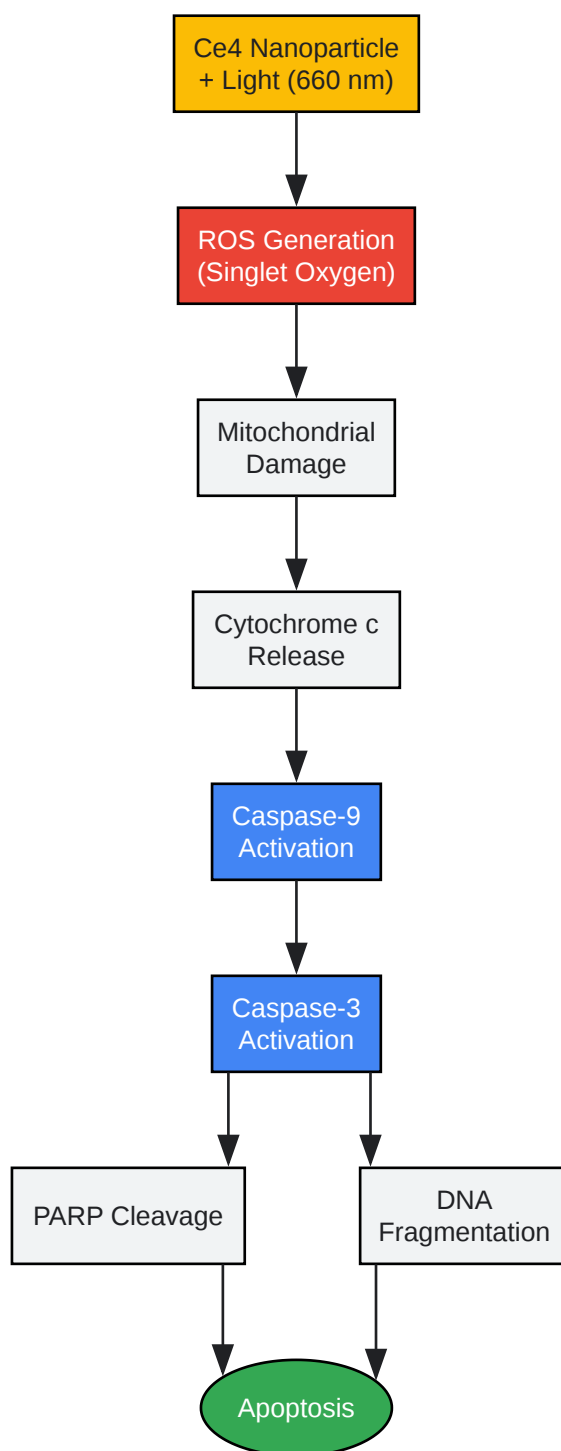 Ce4 Nanoparticle
+ Light (660 nm)
ROS Generation
(Singlet Oxygen)
Mitochondrial
Damage
Cytochrome c
Release
Caspase-9
Activation
Caspase-3
Activation
PARP Cleavage
DNA
Fragmentation
Apoptosis